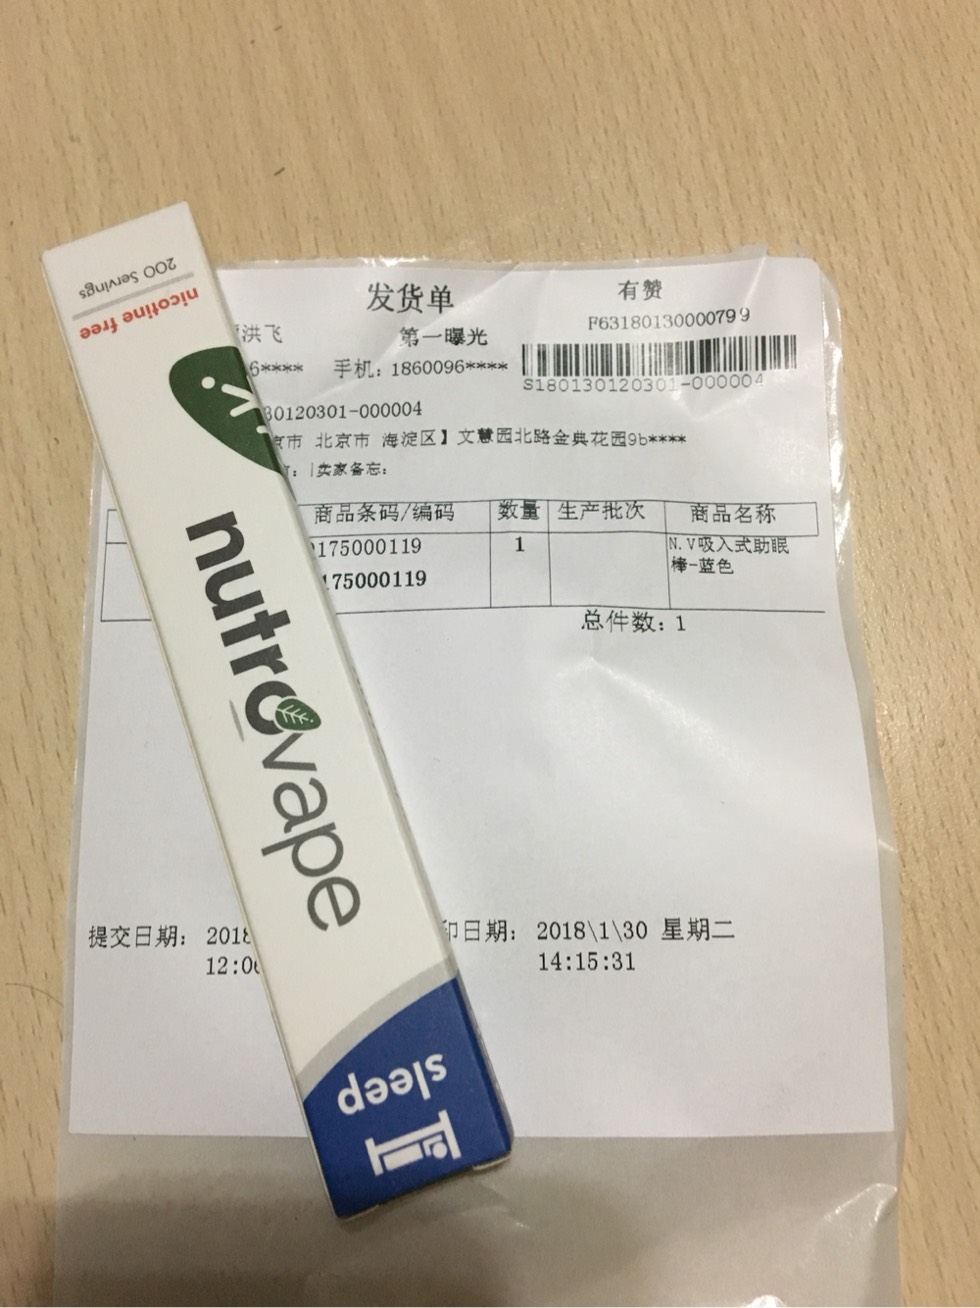 200 Servings
nicotine free
nutrovape
sleep
发货单
有赞
F63180130000799
洪飞
第一曝光
6**** 手机: 1860096****
S180130120301-000004
30120301-000004
京市 北京市 海淀区】文慧园北路金典花园9b****
|卖家备忘:
商品条码/编码 数量 生产批次 商品名称
175000119 1 N.V吸入式助眠
175000119 棒-蓝色
总件数: 1
提交日期: 2018 印日期: 2018\1\30 星期二
12:0 14:15:31